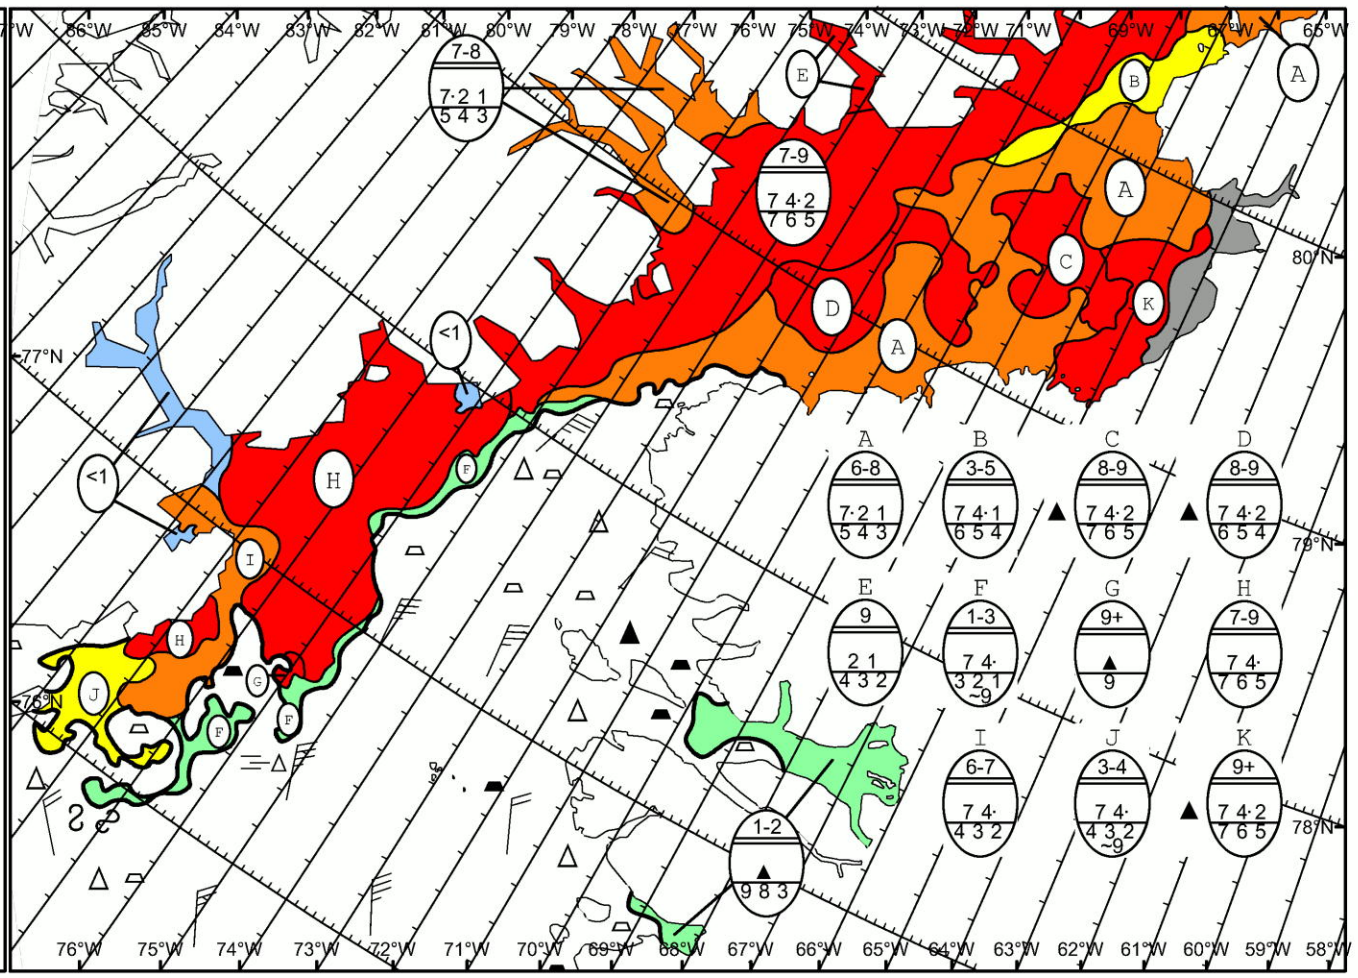 86°W 85°W 84°W 83°W 82°W 81°W 80°W 79°W 78°W 77°W 76°W 75°W 74°W 73°W 72°W 69°W 67°W 65°W
7-8
7·2 1
5 4 3
E
B
A
7-9
7 4·2
7 6 5
A
C
80°N
D
K
<1
A
77°N
H
F
<1
I
A B C D
6-8 3-5 8-9 8-9
7·2 1 7 4·1 7 4·2 7 4·2
5 4 3 6 5 4 7 6 5 6 5 4
79°N
E F G H
9 1-3 9+ 7-9
2 1 7 4· 7 4·
4 3 2 3 2 1 9 7 6 5
~9
H
G
J
76°N
F
F
I J K
6-7 3-4 9+
7 4· 7 4· 7 4·2
4 3 2 4 3 2 7 6 5
~9
78°N
1-2
9 8 3
76°W 75°W 74°W 73°W 72°W 71°W 70°W 69°W 68°W 67°W 66°W 65°W 64°W 62°W 61°W 60°W 59°W 58°W